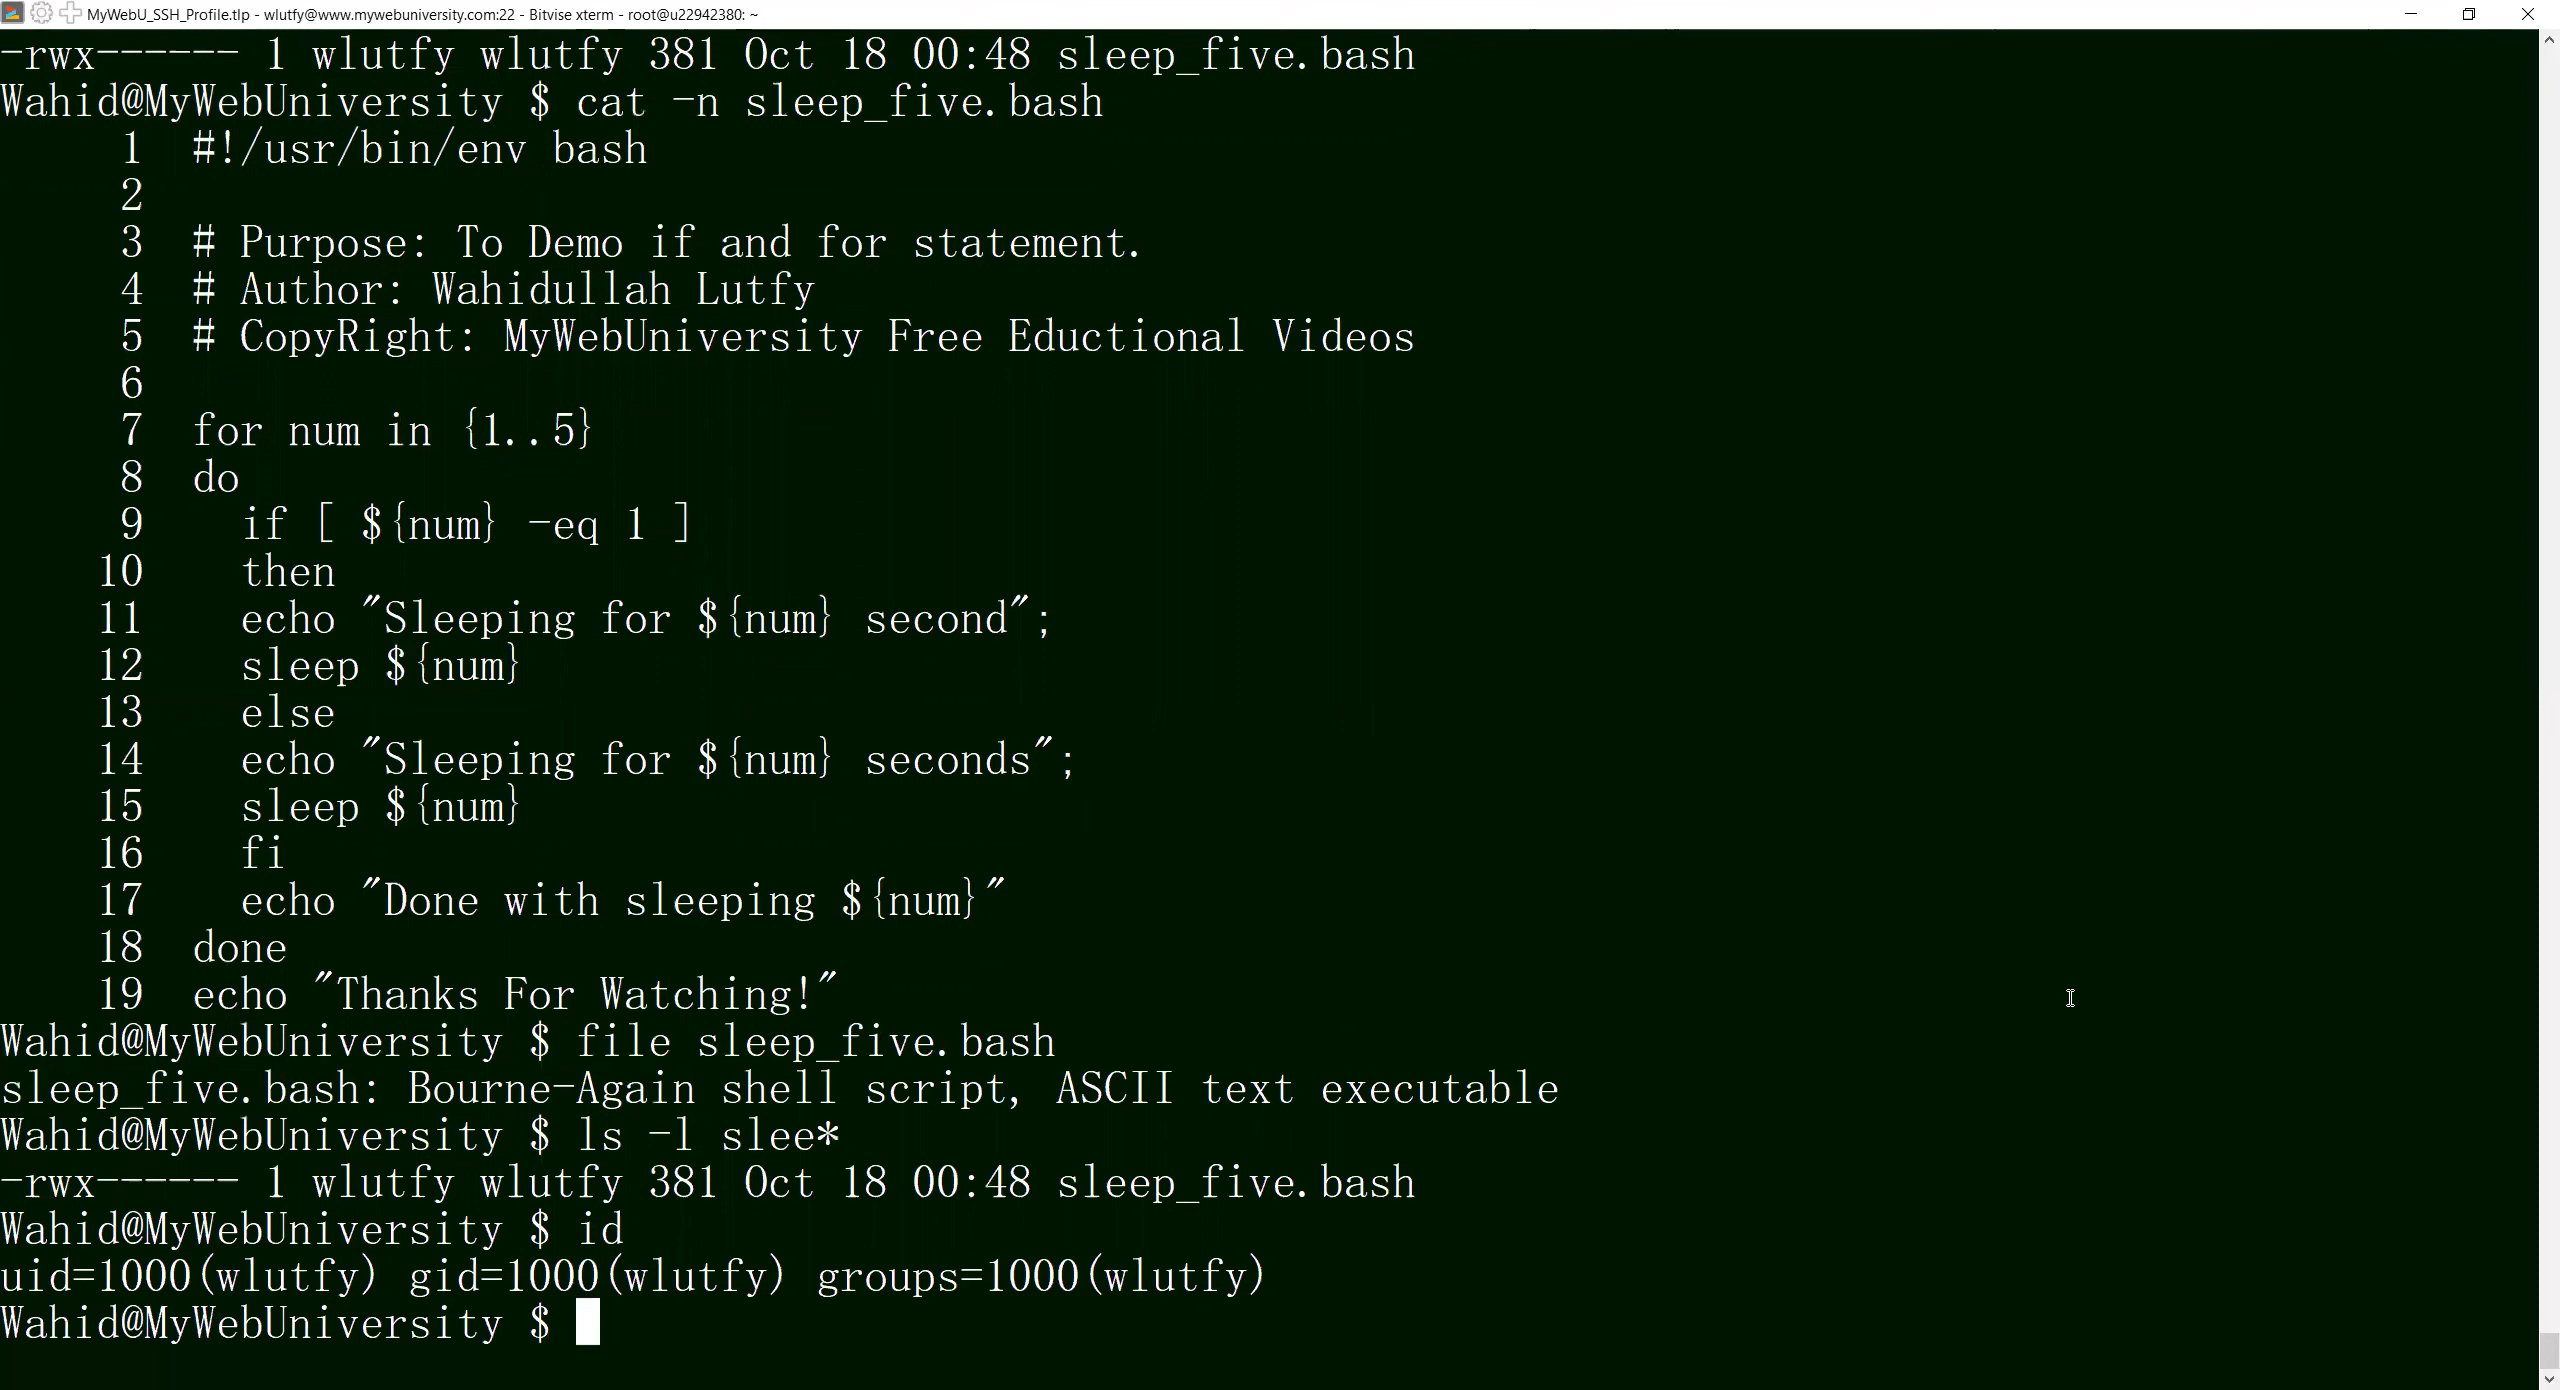 MyWebU_SSH_Profile.tlp - wlutfy@www.mywebuniversity.com:22 - Bitvise xterm - root@u22942380: ~
-rwx------ 1 wlutfy wlutfy 381 Oct 18 00:48 sleep_five.bash
Wahid@MyWebUniversity $ cat -n sleep_five.bash
     1  #!/usr/bin/env bash
     2
     3  # Purpose: To Demo if and for statement.
     4  # Author: Wahidullah Lutfy
     5  # CopyRight: MyWebUniversity Free Eductional Videos
     6
     7  for num in {1..5}
     8  do
     9    if [ ${num} -eq 1 ]
    10    then
    11    echo "Sleeping for ${num} second";
    12    sleep ${num}
    13    else
    14    echo "Sleeping for ${num} seconds";
    15    sleep ${num}
    16    fi
    17    echo "Done with sleeping ${num}"
    18  done
    19  echo "Thanks For Watching!"
Wahid@MyWebUniversity $ file sleep_five.bash
sleep_five.bash: Bourne-Again shell script, ASCII text executable
Wahid@MyWebUniversity $ ls -l slee*
-rwx------ 1 wlutfy wlutfy 381 Oct 18 00:48 sleep_five.bash
Wahid@MyWebUniversity $ id
uid=1000(wlutfy) gid=1000(wlutfy) groups=1000(wlutfy)
Wahid@MyWebUniversity $